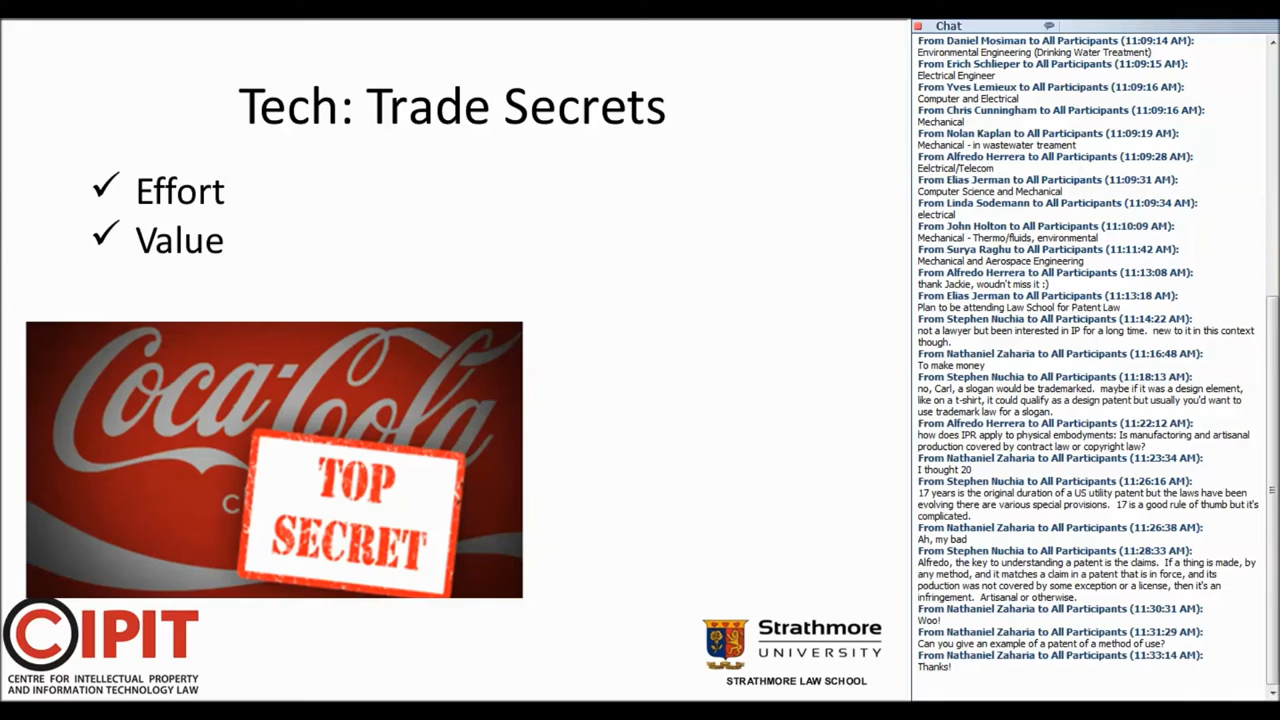 Tech: Trade Secrets
✓ Effort
✓ Value
Coca-Cola
C
TOP
SECRET
CIPIT
CENTRE FOR INTELLECTUAL PROPERTY
AND INFORMATION TECHNOLOGY LAW
Strathmore
UNIVERSITY
STRATHMORE LAW SCHOOL
Chat
From Daniel Mosiman to All Participants (11:09:14 AM):
Environmental Engineering (Drinking Water Treatment)
From Erich Schlieper to All Participants (11:09:15 AM):
Electrical Engineer
From Yves Lemieux to All Participants (11:09:16 AM):
Computer and Electrical
From Chris Cunningham to All Participants (11:09:16 AM):
Mechanical
From Nolan Kaplan to All Participants (11:09:19 AM):
Mechanical - in wastewater treament
From Alfredo Herrera to All Participants (11:09:28 AM):
Eelctrical/Telecom
From Elias Jerman to All Participants (11:09:31 AM):
Computer Science and Mechanical
From Linda Sodemann to All Participants (11:09:34 AM):
electrical
From John Holton to All Participants (11:10:09 AM):
Mechanical - Thermo/fluids, environmental
From Surya Raghu to All Participants (11:11:42 AM):
Mechanical and Aerospace Engineering
From Alfredo Herrera to All Participants (11:13:08 AM):
thank Jackie, woudn't miss it :)
From Elias Jerman to All Participants (11:13:18 AM):
Plan to be attending Law School for Patent Law
From Stephen Nuchia to All Participants (11:14:22 AM):
not a lawyer but been interested in IP for a long time.  new to it in this context
though.
From Nathaniel Zaharia to All Participants (11:16:48 AM):
To make money
From Stephen Nuchia to All Participants (11:18:13 AM):
no, Carl, a slogan would be trademarked.  maybe if it was a design element,
like on a t-shirt, it could qualify as a design patent but usually you'd want to
use trademark law for a slogan.
From Alfredo Herrera to All Participants (11:22:12 AM):
how does IPR apply to physical embodyments: Is manufactoring and artisanal
production covered by contract law or copyright law?
From Nathaniel Zaharia to All Participants (11:23:34 AM):
I thought 20
From Stephen Nuchia to All Participants (11:26:16 AM):
17 years is the original duration of a US utility patent but the laws have been
evolving there are various special provisions.  17 is a good rule of thumb but it's
complicated.
From Nathaniel Zaharia to All Participants (11:26:38 AM):
Ah, my bad
From Stephen Nuchia to All Participants (11:28:33 AM):
Alfredo, the key to understanding a patent is the claims.  If a thing is made, by
any method, and it matches a claim in a patent that is in force, and its
poduction was not covered by some exception or a license, then it's an
infringement.  Artisanal or otherwise.
From Nathaniel Zaharia to All Participants (11:30:31 AM):
Woo!
From Nathaniel Zaharia to All Participants (11:31:29 AM):
Can you give an example of a patent of a method of use?
From Nathaniel Zaharia to All Participants (11:33:14 AM):
Thanks!